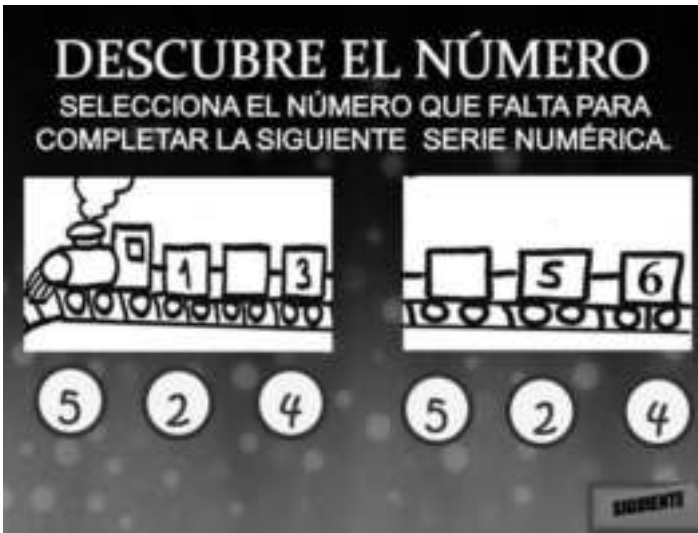 DESCUBRE EL NÚMERO
SELECCIONA EL NÚMERO QUE FALTA PARA
COMPLETAR LA SIGUIENTE SERIE NUMÉRICA.
1 3
5 6
5 2 4
5 2 4
SIGUIENTE